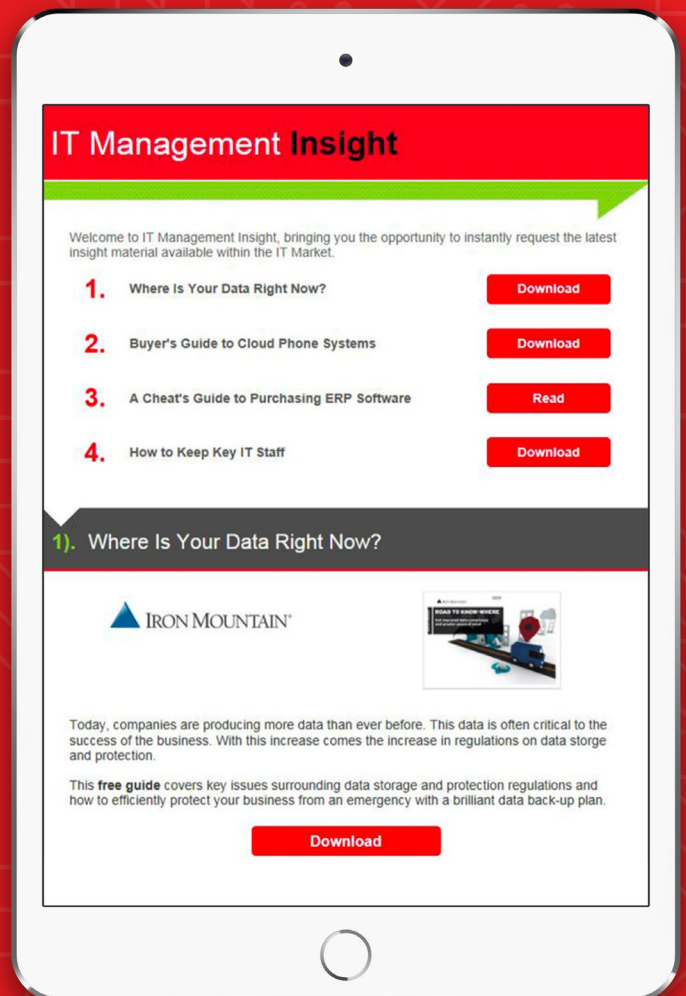 IT Management Insight
Welcome to IT Management Insight, bringing you the opportunity to instantly request the latest
insight material available within the IT Market.
1. Where Is Your Data Right Now? Download
2. Buyer's Guide to Cloud Phone Systems Download
3. A Cheat's Guide to Purchasing ERP Software Read
4. How to Keep Key IT Staff Download
1). Where Is Your Data Right Now?
IRON MOUNTAIN®
ROAD TO KNOW-WHERE
Today, companies are producing more data than ever before. This data is often critical to the
success of the business. With this increase comes the increase in regulations on data storge
and protection.
This free guide covers key issues surrounding data storage and protection regulations and
how to efficiently protect your business from an emergency with a brilliant data back-up plan.
Download